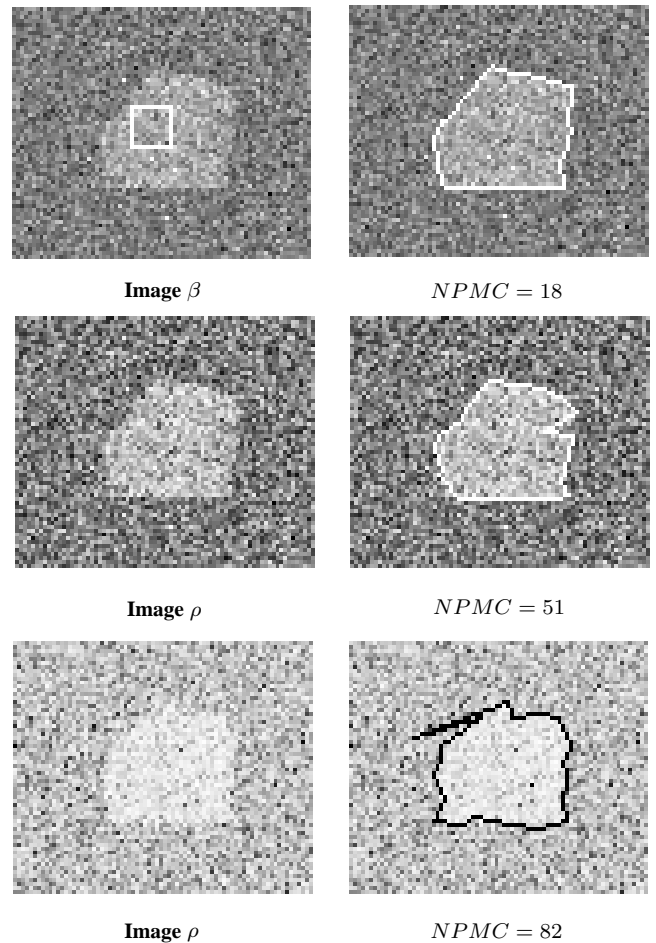 Image β
NPMC = 18
Image ρ
NPMC = 51
Image ρ
NPMC = 82